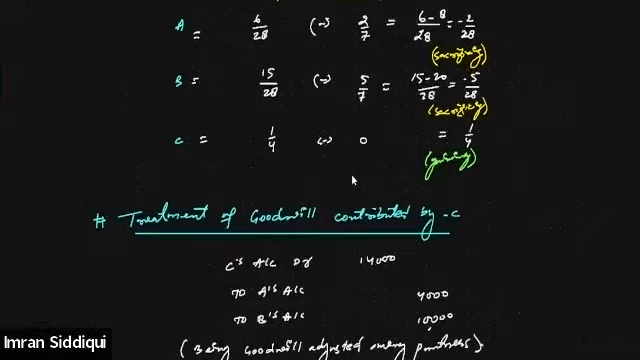 A = 6/28 (-) 2/7 = 6-8/28 = -2/28
(sacrificing)
B = 15/28 (-) 5/7 = 15-20/28 = -5/28
(sacrificing)
C = 1/4 (-) 0 = 1/4
(gaining)
# Treatment of Goodwill contributed by -c
C's A/C Dr 14000
TO A's A/C 4000
TO B's A/C 10000
(Being Goodwill adjusted among partners)
Imran Siddiqui